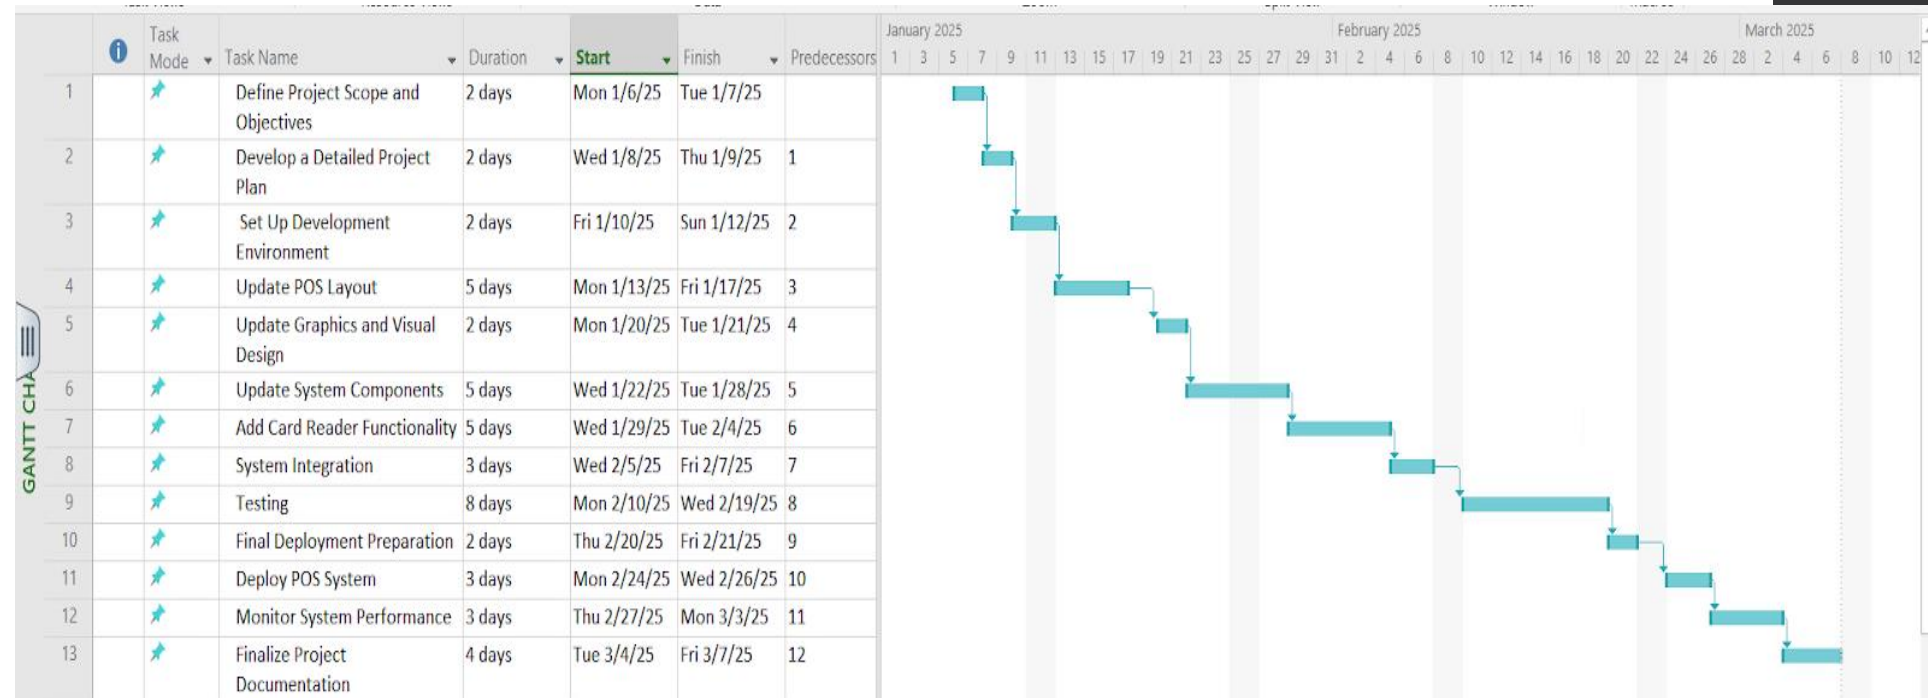 January 2025 February 2025 March 2025
Task Mode Task Name Duration Start Finish Predecessors 1 3 5 7 9 11 13 15 17 19 21 23 25 27 29 31 2 4 6 8 10 12 14 16 18 20 22 24 26 28 2 4 6 8 10 12
1 Define Project Scope and 2 days Mon 1/6/25 Tue 1/7/25
Objectives
2 Develop a Detailed Project 2 days Wed 1/8/25 Thu 1/9/25 1
Plan
3 Set Up Development 2 days Fri 1/10/25 Sun 1/12/25 2
Environment
4 Update POS Layout 5 days Mon 1/13/25 Fri 1/17/25 3
5 Update Graphics and Visual 2 days Mon 1/20/25 Tue 1/21/25 4
Design
6 Update System Components 5 days Wed 1/22/25 Tue 1/28/25 5
7 Add Card Reader Functionality 5 days Wed 1/29/25 Tue 2/4/25 6
8 System Integration 3 days Wed 2/5/25 Fri 2/7/25 7
9 Testing 8 days Mon 2/10/25 Wed 2/19/25 8
10 Final Deployment Preparation 2 days Thu 2/20/25 Fri 2/21/25 9
11 Deploy POS System 3 days Mon 2/24/25 Wed 2/26/25 10
12 Monitor System Performance 3 days Thu 2/27/25 Mon 3/3/25 11
13 Finalize Project 4 days Tue 3/4/25 Fri 3/7/25 12
Documentation
GANTT CHA